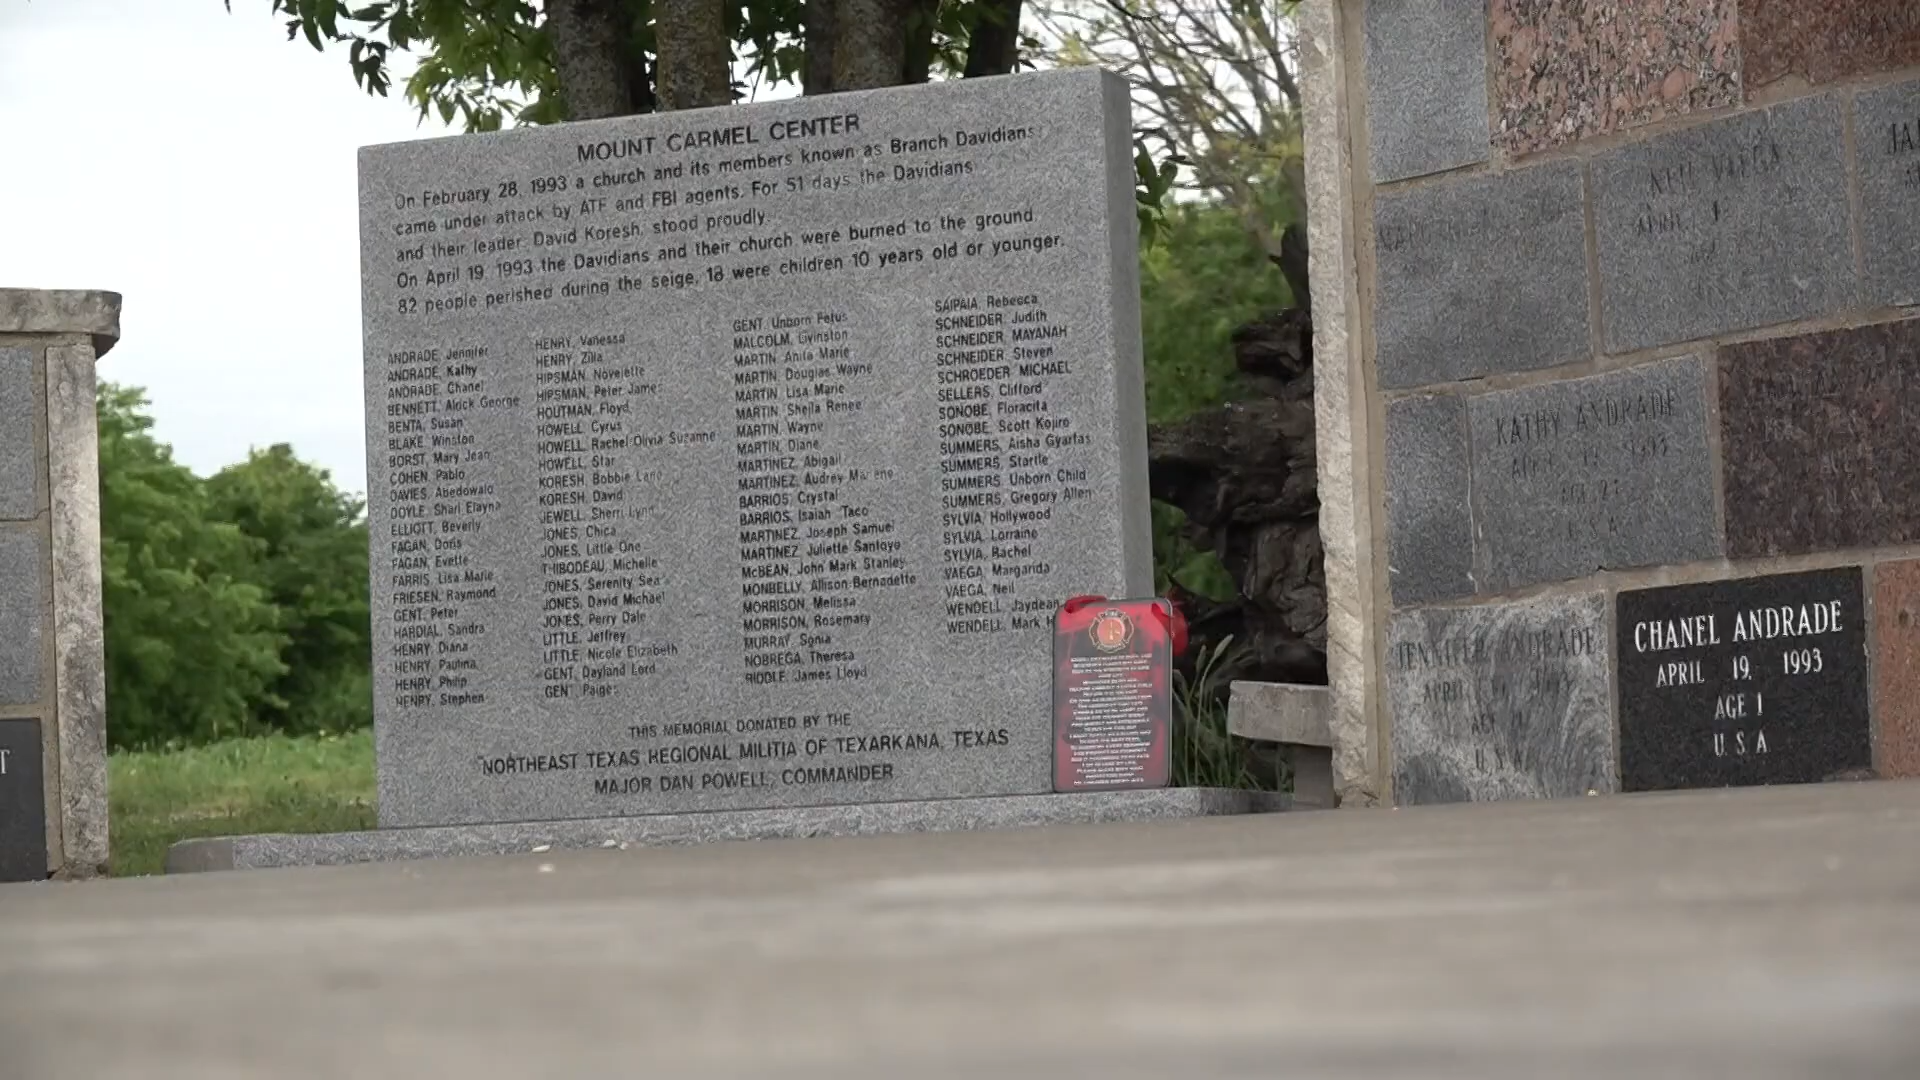 MOUNT CARMEL CENTER
On February 28, 1993 a church and its members known as Branch Davidians
came under attack by ATF and FBI agents. For 51 days the Davidians
and their leader, David Koresh, stood proudly.
On April 19, 1993 the Davidians and their church were burned to the ground.
82 people perished during the seige, 18 were children 10 years old or younger.
ANDRADE, Jennifer
ANDRADE, Kathy
ANDRADE, Chanel
BENNETT, Alrick George
BENTA, Susan
BLAKE, Winston
BORST, Mary Jean
COHEN, Pablo
DAVIES, Abedowalo
DOYLE, Shari Elayne
ELLIOTT, Beverly
FAGAN, Doris
FAGAN, Evette
FARRIS, Lisa Marie
FRIESEN, Raymond
GENT, Peter
HARDIAL, Sandra
HENRY, Diana
HENRY, Paulina
HENRY, Philip
HENRY, Stephen
HENRY, Vanessa
HENRY, Zilla
HIPSMAN, Novelette
HIPSMAN, Peter James
HOUTMAN, Floyd
HOWELL, Cyrus
HOWELL, Rachel Olivia Suzanne
HOWELL, Star
KORESH, Bobbie Lane
KORESH, David
JEWELL, Sherri Lynn
JONES, Chica
JONES, Little One
THIBODEAU, Michelle
JONES, Serenity Sea
JONES, David Michael
JONES, Perry Dale
LITTLE, Jeffrey
LITTLE, Nicole Elizabeth
GENT, Dayland Lord
GENT, Paiges
GENT, Unborn Fetus
MALCOLM, Livinston
MARTIN, Anita Marie
MARTIN, Douglas Wayne
MARTIN, Lisa Marie
MARTIN, Sheila Renee
MARTIN, Wayne
MARTIN, Diane
MARTINEZ, Abigail
MARTINEZ, Audrey
BARRIOS, Crystal
BARRIOS, Isaiah Taco
MARTINEZ, Joseph Samuel
MARTINEZ, Juliette Santoyo
McBEAN, John Mark Stanley
MONBELLY, Allison Bernadette
MORRISON, Melissa
MORRISON, Rosemary
MURRAY, Sonia
NOBREGA, Theresa
RIDDLE, James Lloyd
SAIPAIA, Rebecca
SCHNEIDER, Judith
SCHNEIDER, MAYANAH
SCHNEIDER, Steven
SCHROEDER, MICHAEL
SELLERS, Clifford
SONOBE, Floracita
SONOBE, Scott Kojiro
SUMMERS, Aisha Gyarfas
SUMMERS, Startle
SUMMERS, Unborn Child
SUMMERS, Gregory Allen
SYLVIA, Hollywood
SYLVIA, Lorraine
SYLVIA, Rachel
VAEGA, Margarida
VAEGA, Neil
WENDELL, Jaydean
WENDELL, Mark
THIS MEMORIAL DONATED BY THE
NORTHEAST TEXAS REGIONAL MILITIA OF TEXARKANA, TEXAS
MAJOR DAN POWELL, COMMANDER
NEIL VAEGA
APRIL
KATHY ANDRADE
APRIL 19, 1993
U.S.A.
JENNIFER ANDRADE
APRIL
AGE
U.S.A.
CHANEL ANDRADE
APRIL 19, 1993
AGE 1
U.S.A